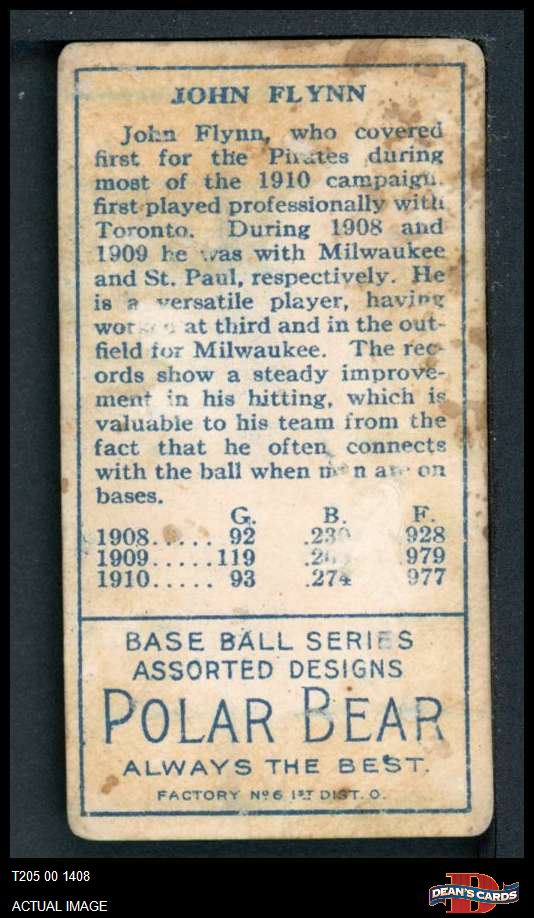 JOHN FLYNN
John Flynn, who covered
first for the Pirates during
most of the 1910 campaign.
first played professionally with
Toronto. During 1908 and
1909 he was with Milwaukee
and St. Paul, respectively. He
is a versatile player, having
worked at third and in the out-
field for Milwaukee. The rec-
ords show a steady improve-
ment in his hitting, which is
valuable to his team from the
fact that he often connects
with the ball when men are on
bases.
G. B. F.
1908..... 92 .239 928
1909.....119 979
1910..... 93 .274 977
BASE BALL SERIES
ASSORTED DESIGNS
POLAR BEAR
ALWAYS THE BEST.
FACTORY Nº 6 1ST DIST. O.
T205 00 1408
ACTUAL IMAGE
DEAN'S CARDS